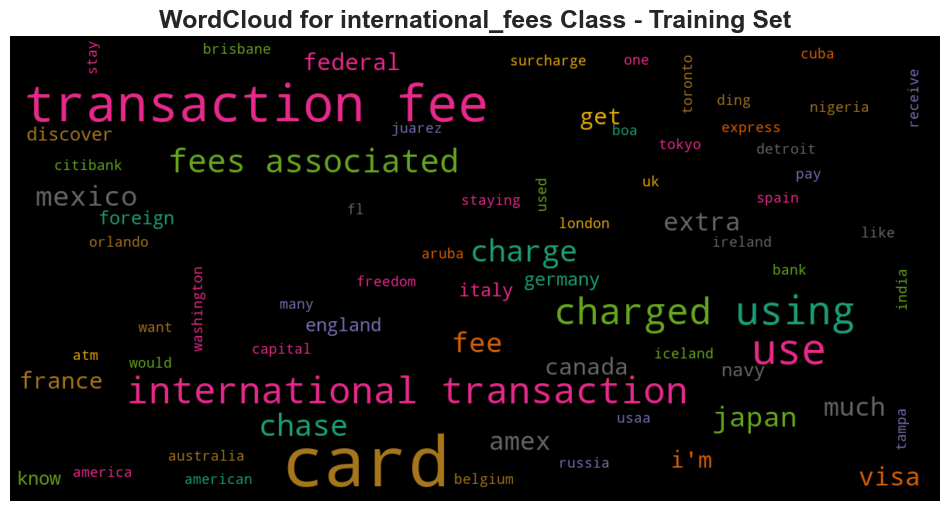 WordCloud for international_fees Class - Training Set
stay
brisbane
federal
surcharge
one
cuba
toronto
receive
transaction fee
ding
nigeria
get
discover
juarez
boa
express
tokyo
detroit
citibank
fees associated
pay
uk
mexico
used
staying
spain
foreign
fl
london
extra
like
orlando
aruba
charge
ireland
bank
freedom
germany
india
italy
washington
many
charged
using
want
england
fee
use
atm
would
capital
iceland
canada
navy
france
international transaction
much
chase
usaa
japan
tampa
amex
card
australia
russia
i'm
know
america
american
belgium
visa